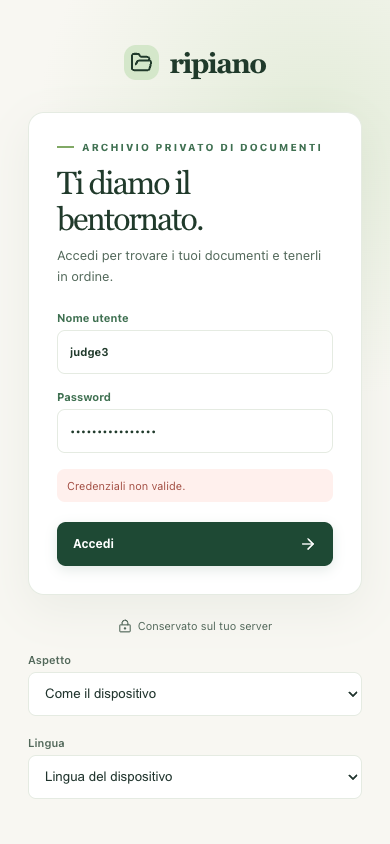 ripiano
ARCHIVIO PRIVATO DI DOCUMENTI
Ti diamo il
bentornato.
Accedi per trovare i tuoi documenti e tenerli
in ordine.
Nome utente
judge3
Password
••••••••••••••••
Credenziali non valide.
Accedi
Conservato sul tuo server
Aspetto
Come il dispositivo
Lingua
Lingua del dispositivo